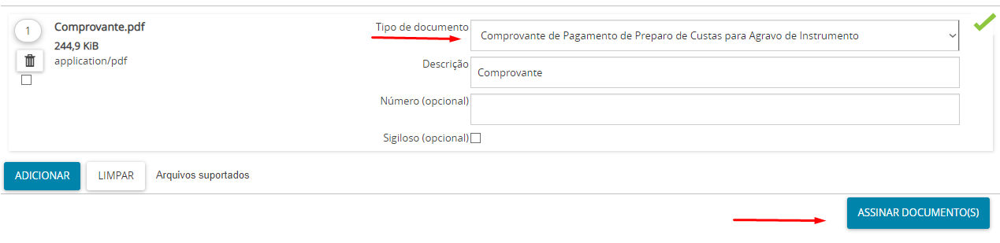 1
Comprovante.pdf
244,9 KiB
application/pdf
Tipo de documento
Comprovante de Pagamento de Preparo de Custas para Agravo de Instrumento
Descrição
Comprovante
Número (opcional)
Sigiloso (opcional)
ADICIONAR
LIMPAR
Arquivos suportados
ASSINAR DOCUMENTO(S)